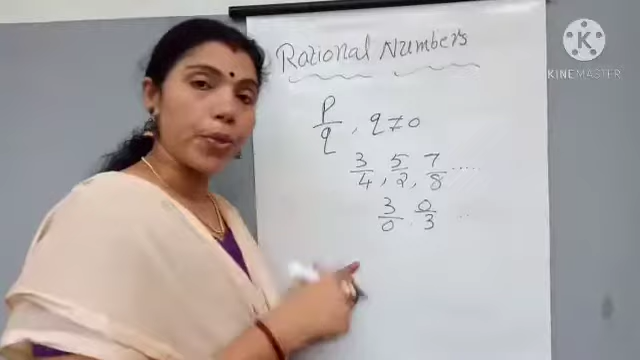 Rational Numbers
P/q, q≠0
3/4, 5/2, 7/8 .....
3/0, 0/3 ...
KINEMASTER